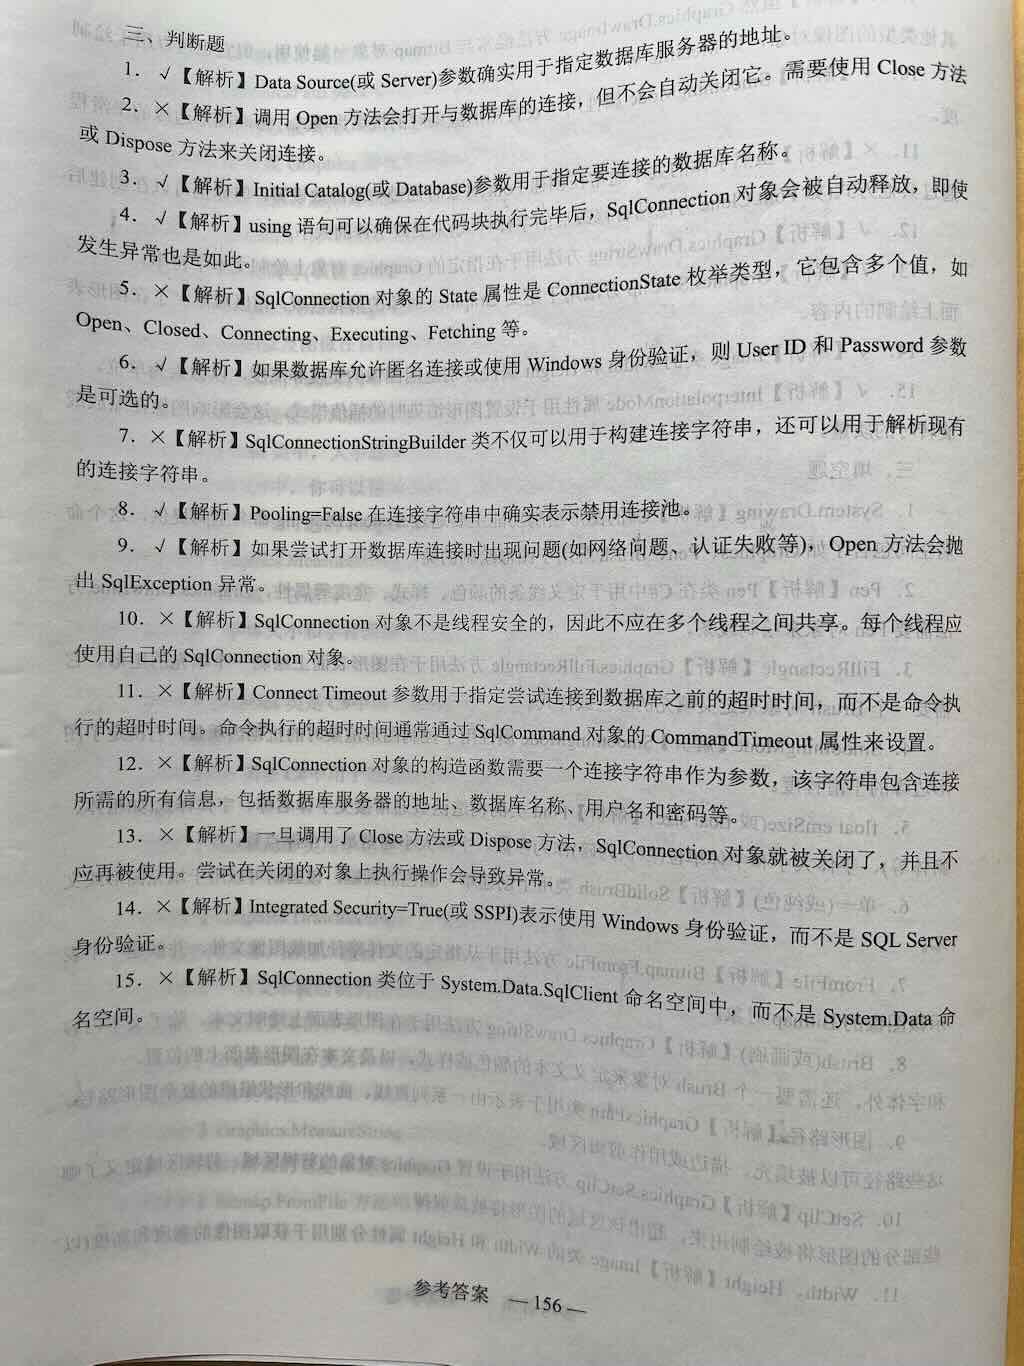 三、判断题
1. √【解析】Data Source(或 Server)参数确实用于指定数据库服务器的地址。
2. ×【解析】调用 Open 方法会打开与数据库的连接，但不会自动关闭它。需要使用 Close 方法
或 Dispose 方法来关闭连接。
3. √【解析】Initial Catalog(或 Database)参数用于指定要连接的数据库名称。
4. √【解析】using 语句可以确保在代码块执行完毕后，SqlConnection 对象会被自动释放，即使
发生异常也是如此。
5. ×【解析】SqlConnection 对象的 State 属性是 ConnectionState 枚举类型，它包含多个值，如
Open、Closed、Connecting、Executing、Fetching 等。
6. √【解析】如果数据库允许匿名连接或使用 Windows 身份验证，则 User ID 和 Password 参数
是可选的。
7. ×【解析】SqlConnectionStringBuilder 类不仅可以用于构建连接字符串，还可以用于解析现有
的连接字符串。
8. √【解析】Pooling=False 在连接字符串中确实表示禁用连接池。
9. √【解析】如果尝试打开数据库连接时出现问题(如网络问题、认证失败等)，Open 方法会抛
出 SqlException 异常。
10. ×【解析】SqlConnection 对象不是线程安全的，因此不应在多个线程之间共享。每个线程应
使用自己的 SqlConnection 对象。
11. ×【解析】Connect Timeout 参数用于指定尝试连接到数据库之前的超时时间，而不是命令执
行的超时时间。命令执行的超时时间通常通过 SqlCommand 对象的 CommandTimeout 属性来设置。
12. ×【解析】SqlConnection 对象的构造函数需要一个连接字符串作为参数，该字符串包含连接
所需的所有信息，包括数据库服务器的地址、数据库名称、用户名和密码等。
13. ×【解析】一旦调用了 Close 方法或 Dispose 方法，SqlConnection 对象就被关闭了，并且不
应再被使用。尝试在关闭的对象上执行操作会导致异常。
14. ×【解析】Integrated Security=True(或 SSPI)表示使用 Windows 身份验证，而不是 SQL Server
身份验证。
15. ×【解析】SqlConnection 类位于 System.Data.SqlClient 命名空间中，而不是 System.Data 命
名空间。
参考答案 — 156 —